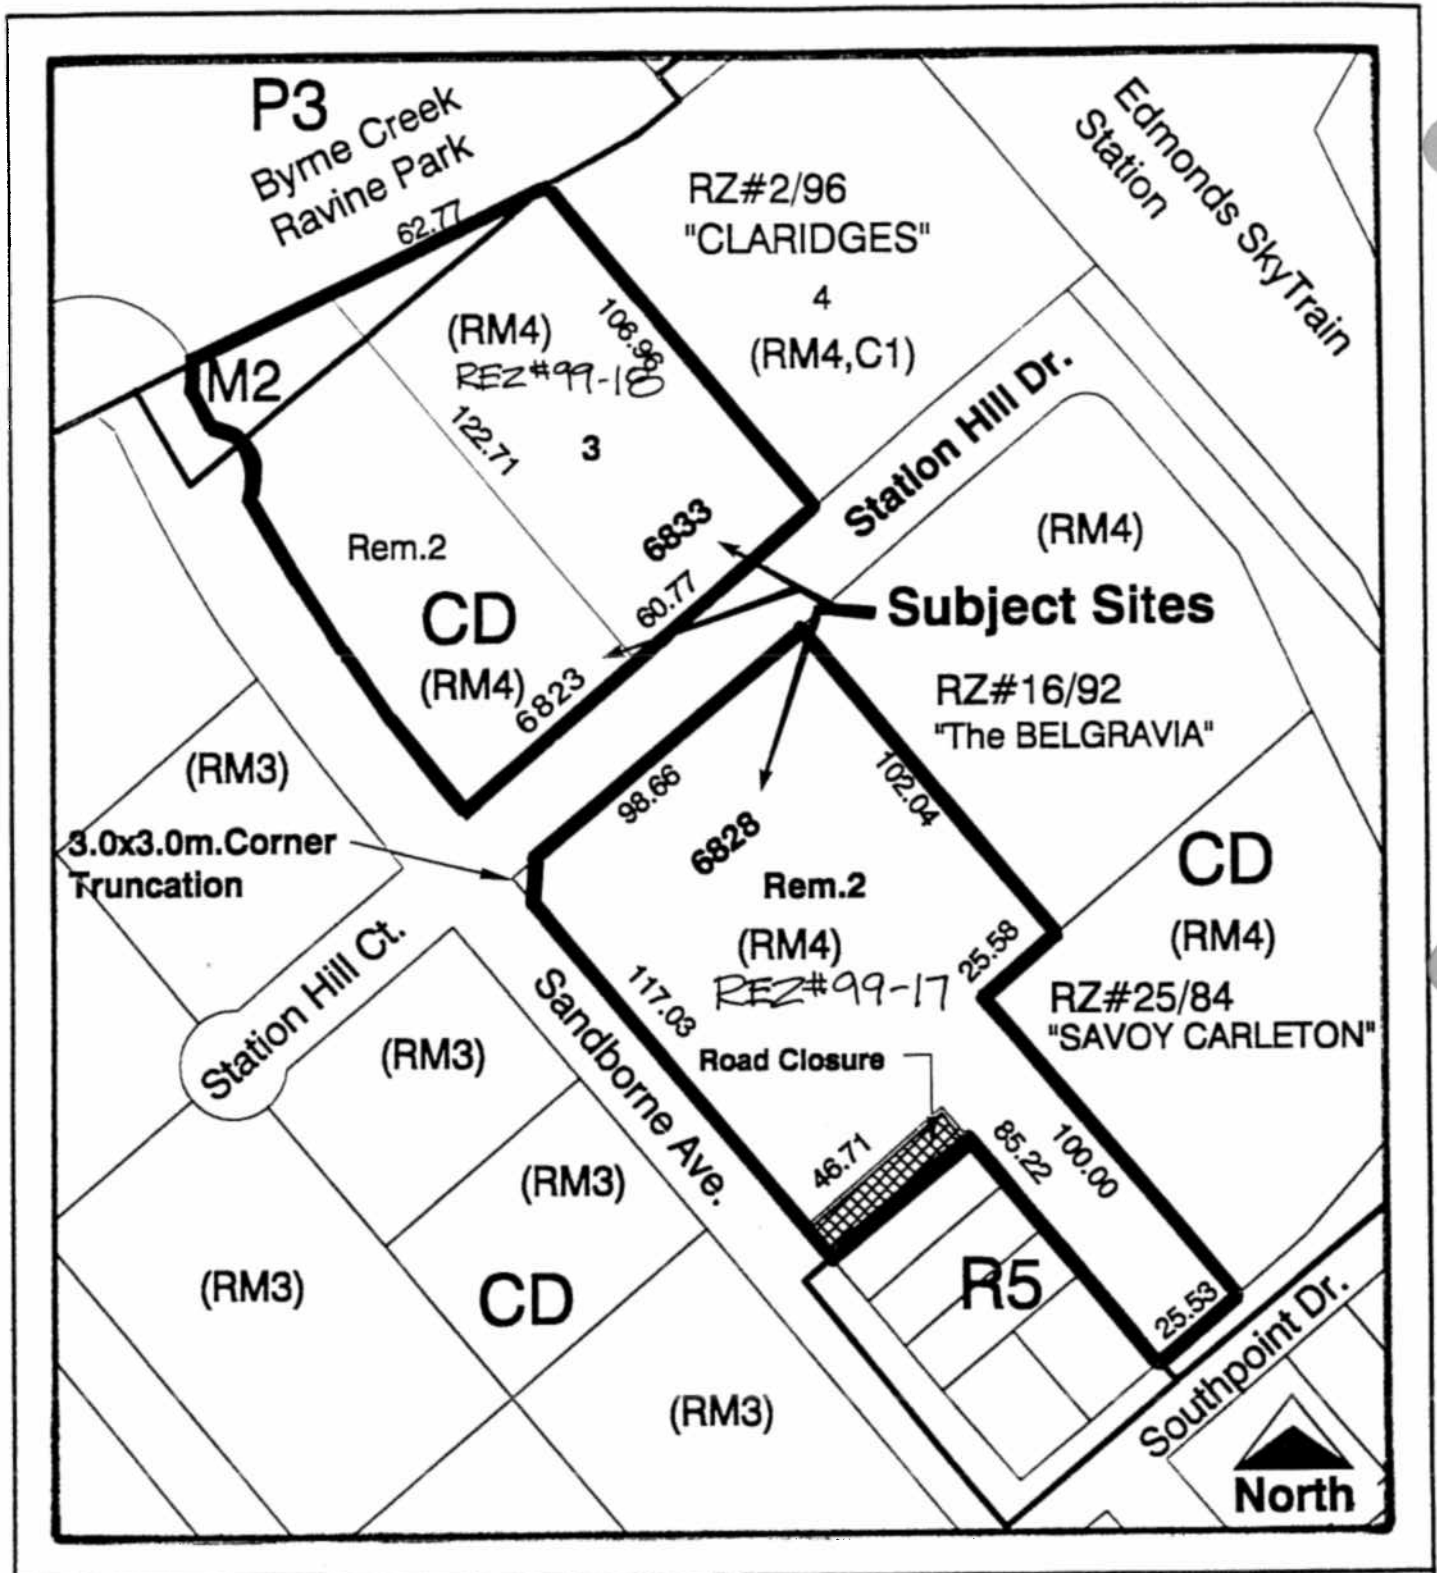 P3
Byrne Creek
Ravine Park
62.77
Edmonds SkyTrain
Station
RZ#2/96
"CLARIDGES"
4
(RM4,C1)
M2
(RM4)
REZ#99-18
106.96
122.71
3
6833
60.77
Station Hill Dr.
Rem.2
CD
(RM4)
6823
(RM4)
Subject Sites
RZ#16/92
"The BELGRAVIA"
(RM3)
3.0x3.0m.Corner
Truncation
98.66
102.04
6828
Rem.2
(RM4)
REZ#99-17
25.58
CD
(RM4)
RZ#25/84
"SAVOY CARLETON"
117.03
Station Hill Ct.
Sandborne Ave.
(RM3)
Road Closure
46.71
85.22
100.00
(RM3)
(RM3)
CD
R5
25.53
Southpoint Dr.
(RM3)
North